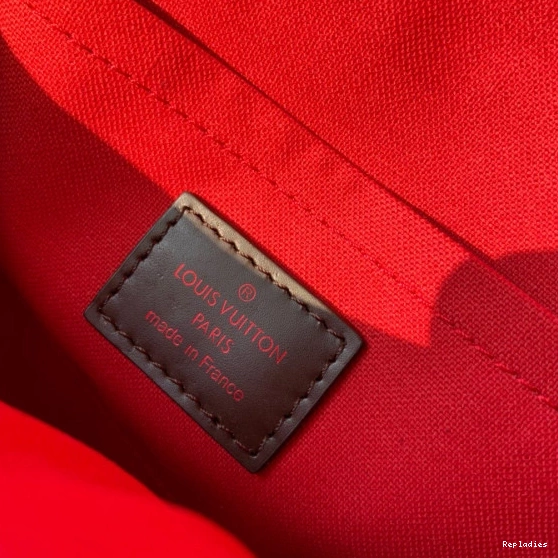 ®
LOUIS VUITTON
PARIS
made in France
Repladies